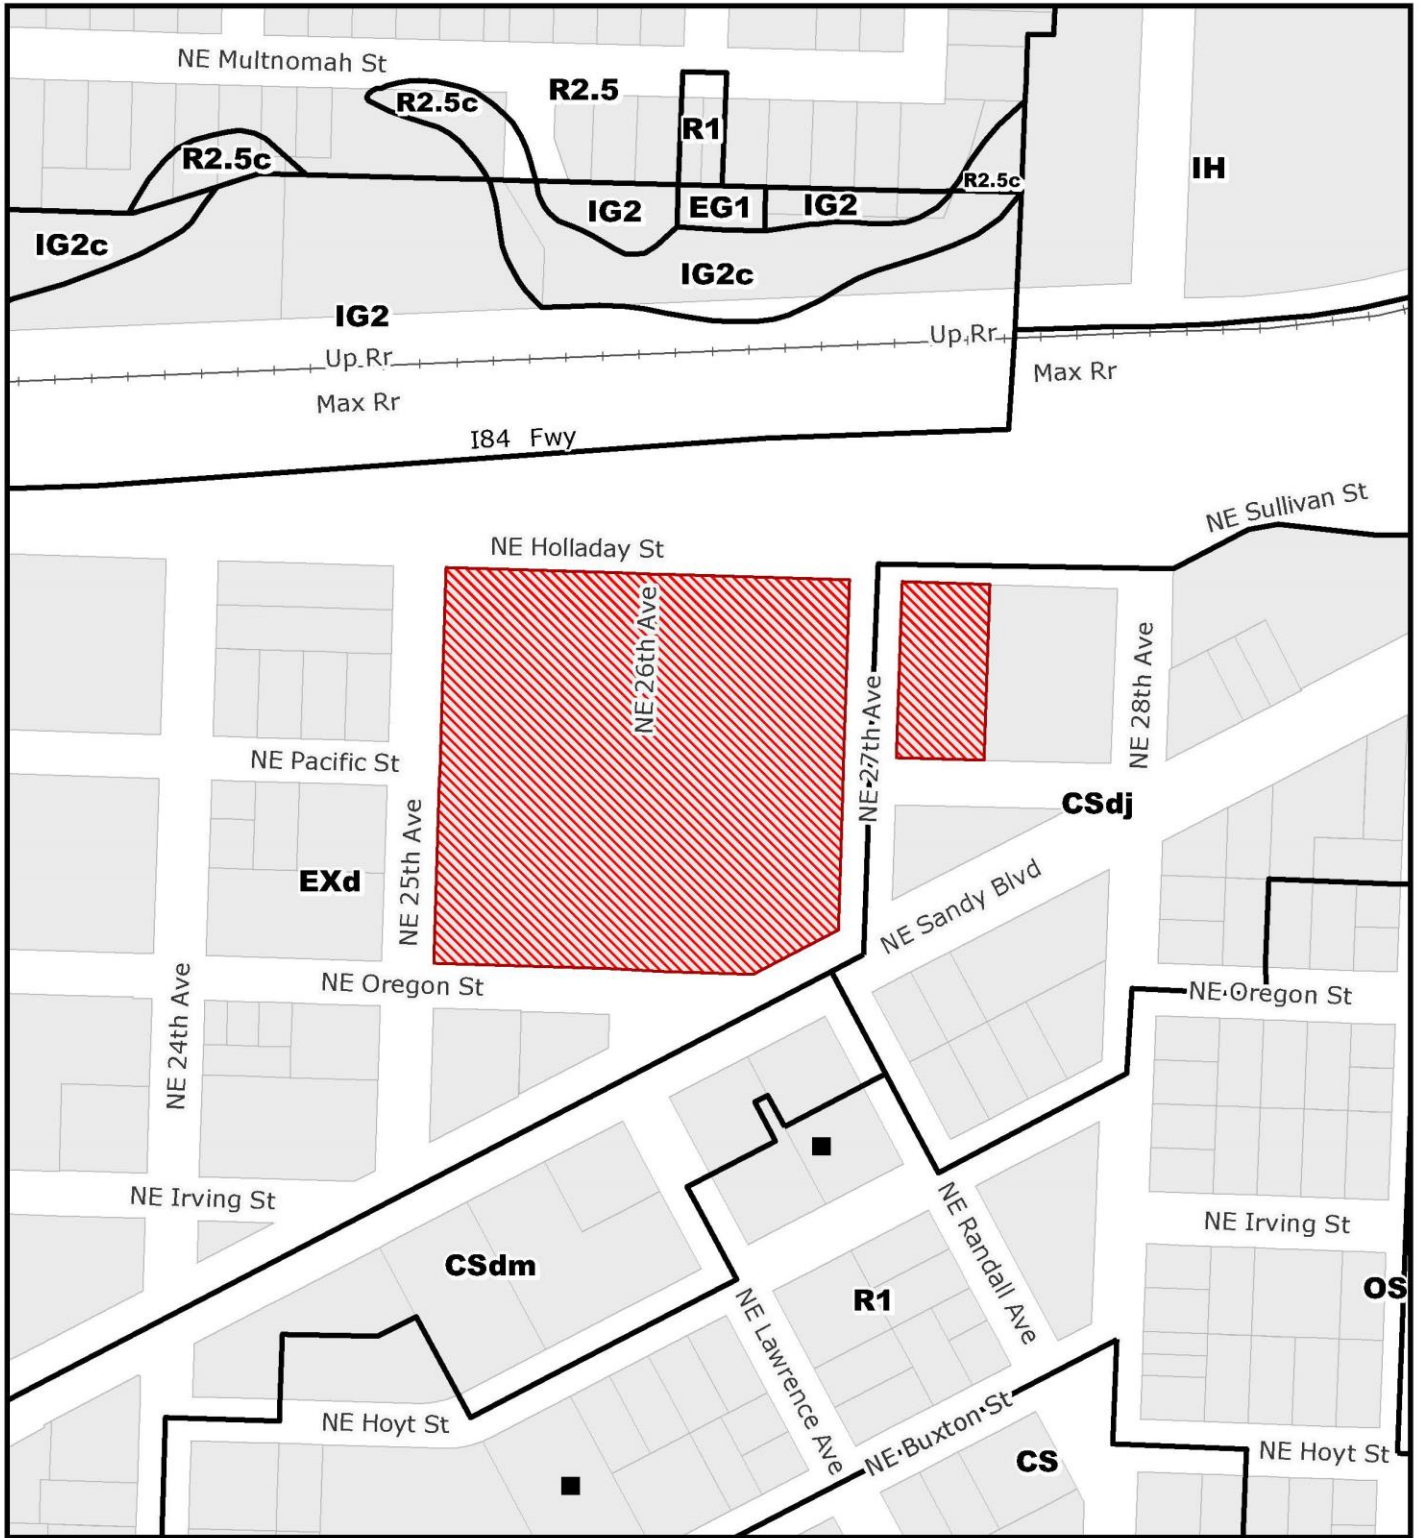 NE Multnomah St
R2.5
R2.5c
R1
R2.5c
IH
R2.5c
IG2
EG1
IG2
IG2c
IG2c
IG2
Up Rr
Up Rr
Max Rr
Max Rr
I84 Fwy
NE Sullivan St
NE Holladay St
NE 26th Ave
NE 27th Ave
NE 28th Ave
NE Pacific St
CSdj
NE 25th Ave
EXd
NE Sandy Blvd
NE Oregon St
NE Oregon St
NE 24th Ave
NE Irving St
NE Randall Ave
NE Irving St
CSdm
R1
OS
NE Lawrence Ave
NE Hoyt St
NE Buxton St
CS
NE Hoyt St